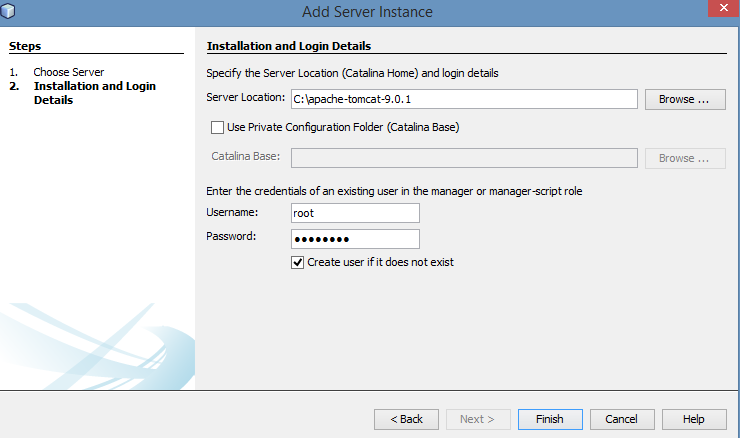 Add Server Instance
Steps
1. Choose Server
2. Installation and Login
Details
Installation and Login Details
Specify the Server Location (Catalina Home) and login details
Server Location: C:\apache-tomcat-9.0.1 Browse ...
Use Private Configuration Folder (Catalina Base)
Catalina Base: Browse ...
Enter the credentials of an existing user in the manager or manager-script role
Username: root
Password: ●●●●●●●●
Create user if it does not exist
< Back Next > Finish Cancel Help